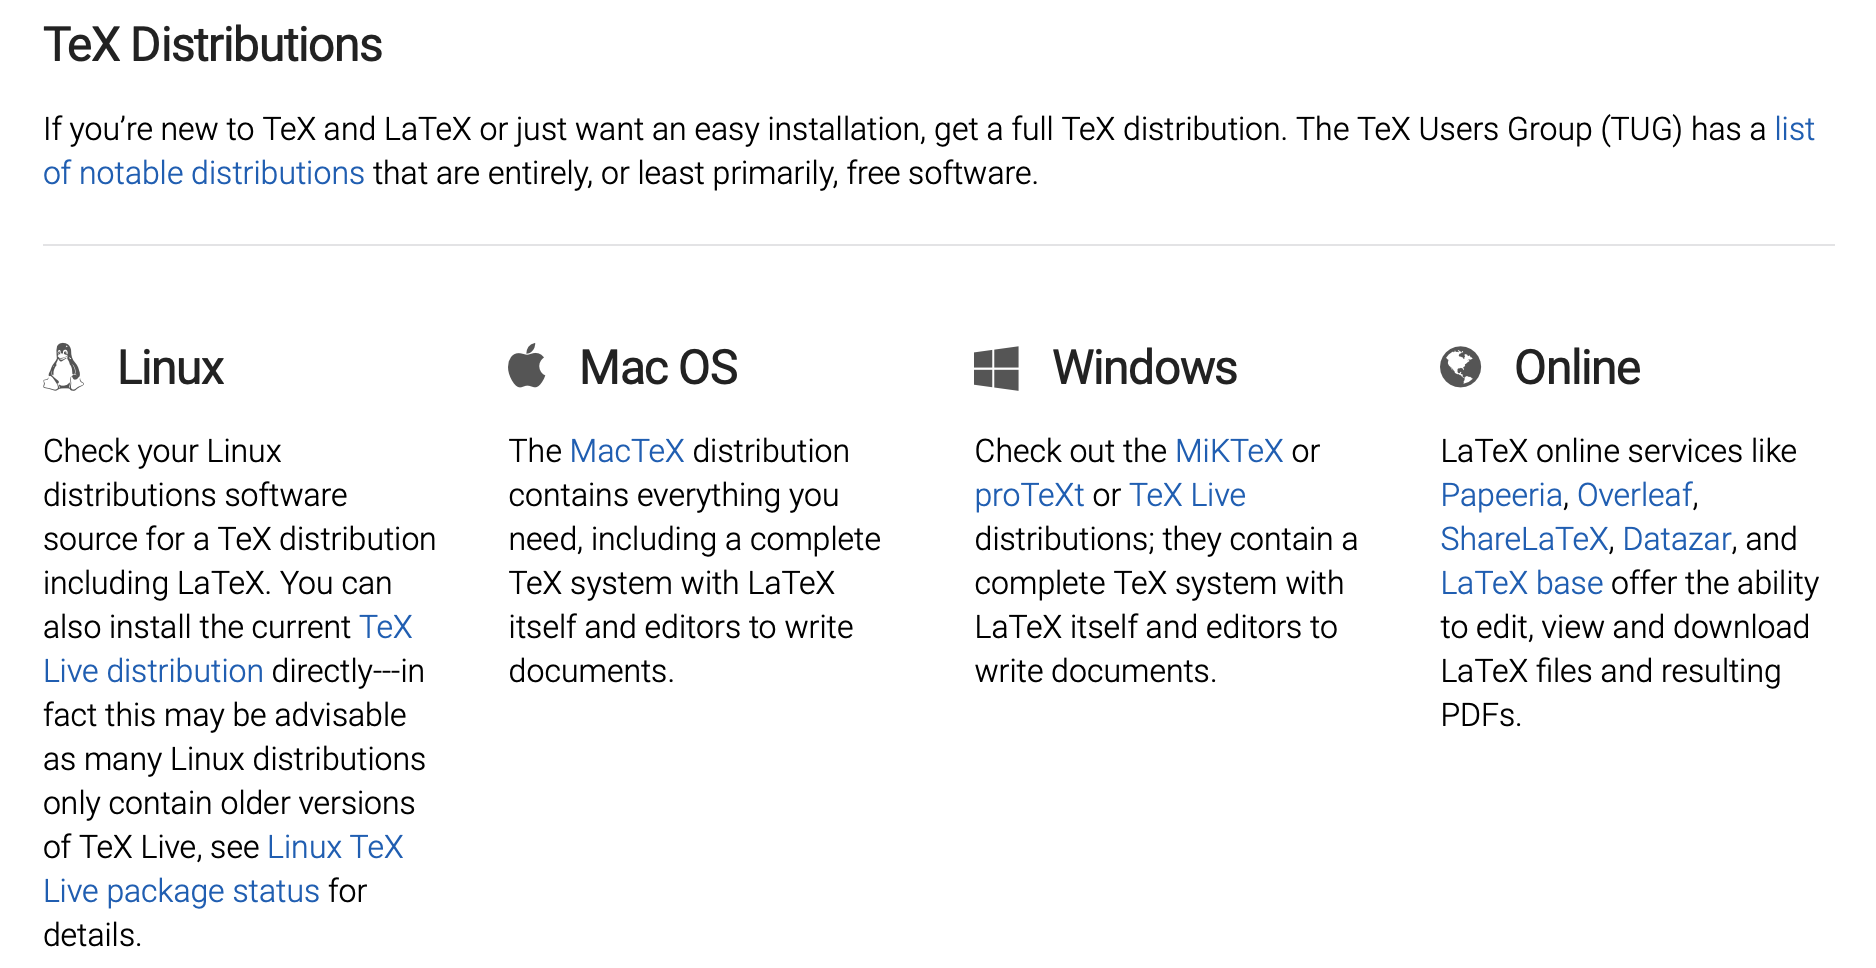 TeX Distributions
If you’re new to TeX and LaTeX or just want an easy installation, get a full TeX distribution. The TeX Users Group (TUG) has a list
of notable distributions that are entirely, or least primarily, free software.
Linux
Check your Linux
distributions software
source for a TeX distribution
including LaTeX. You can
also install the current TeX
Live distribution directly---in
fact this may be advisable
as many Linux distributions
only contain older versions
of TeX Live, see Linux TeX
Live package status for
details.
Mac OS
The MacTeX distribution
contains everything you
need, including a complete
TeX system with LaTeX
itself and editors to write
documents.
Windows
Check out the MiKTeX or
proTeXt or TeX Live
distributions; they contain a
complete TeX system with
LaTeX itself and editors to
write documents.
Online
LaTeX online services like
Papeeria, Overleaf,
ShareLaTeX, Datazar, and
LaTeX base offer the ability
to edit, view and download
LaTeX files and resulting
PDFs.